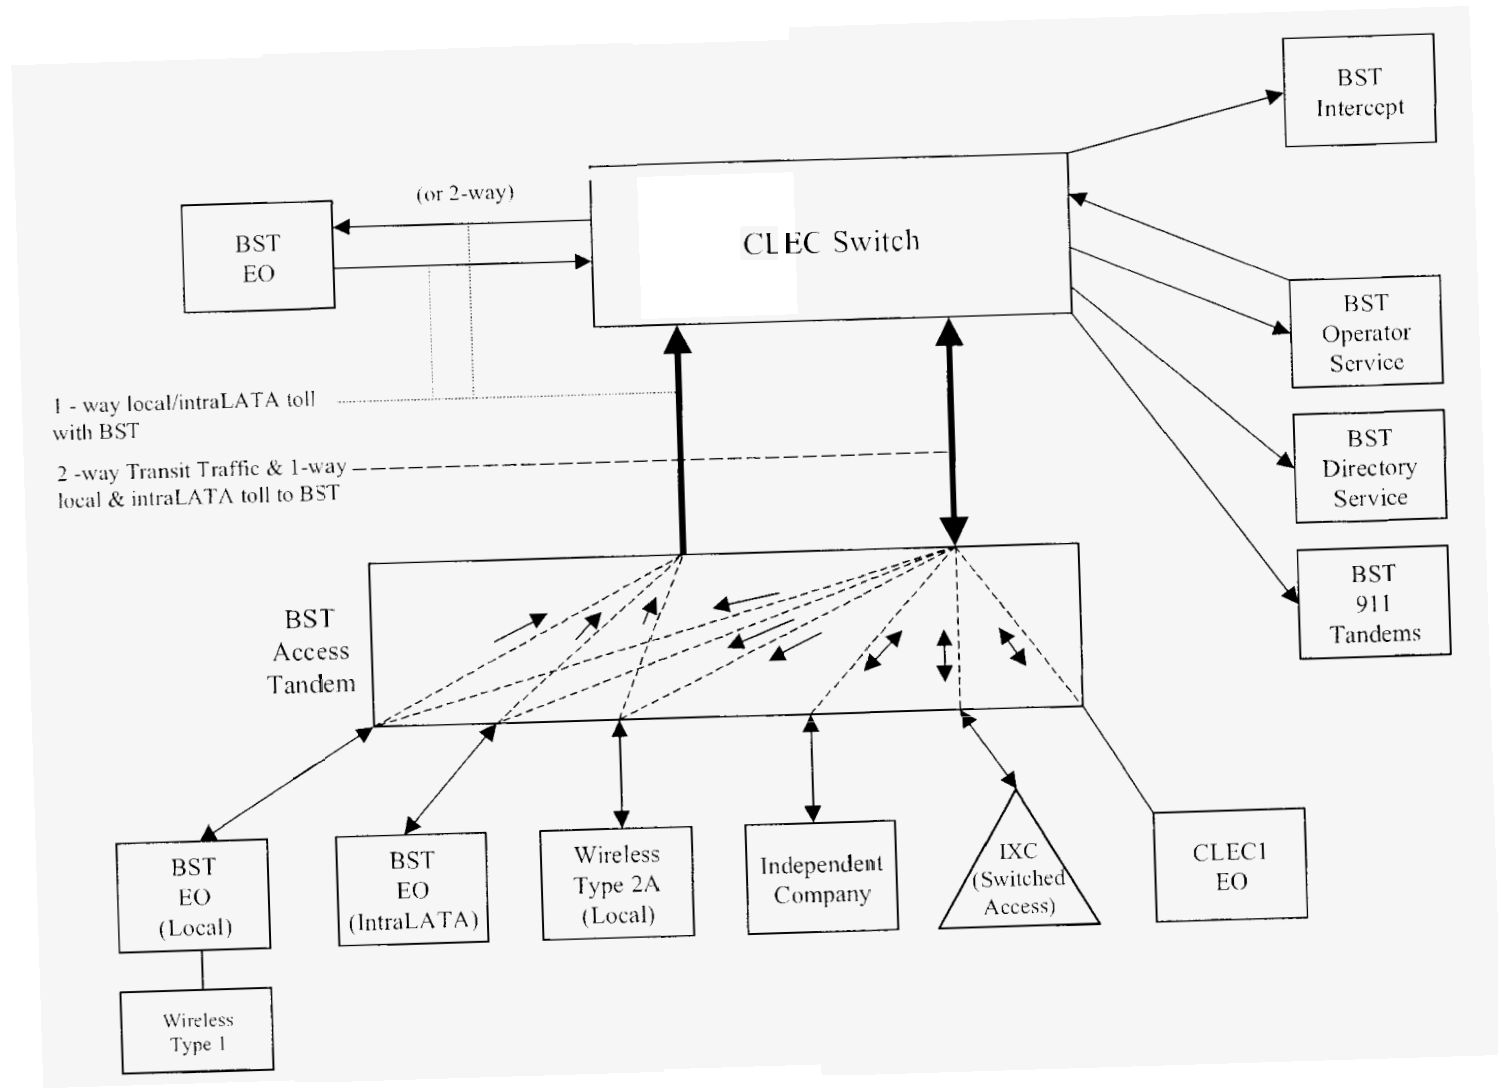 BST
Intercept
(or 2-way)
BST
EO
CLEC Switch
BST
Operator
Service
1 - way local/intraLATA toll
with BST
BST
Directory
Service
2 -way Transit Traffic & 1-way
local & intraLATA toll to BST
BST
911
Tandems
BST
Access
Tandem
BST
EO
(Local)
BST
EO
(IntraLATA)
Wireless
Type 2A
(Local)
Independent
Company
IXC
(Switched
Access)
CLEC1
EO
Wireless
Type 1